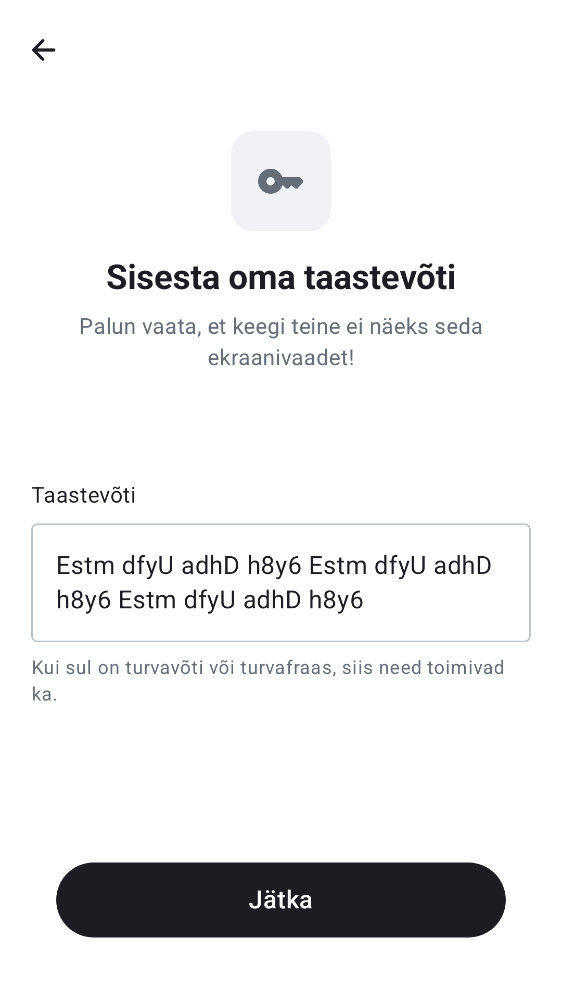 Sisesta oma taastevõti
Palun vaata, et keegi teine ei näeks seda
ekraanivaadet!
Taastevõti
Estm dfyU adhD h8y6 Estm dfyU adhD
h8y6 Estm dfyU adhD h8y6
Kui sul on turvavõti või turvafraas, siis need toimivad
ka.
Jätka